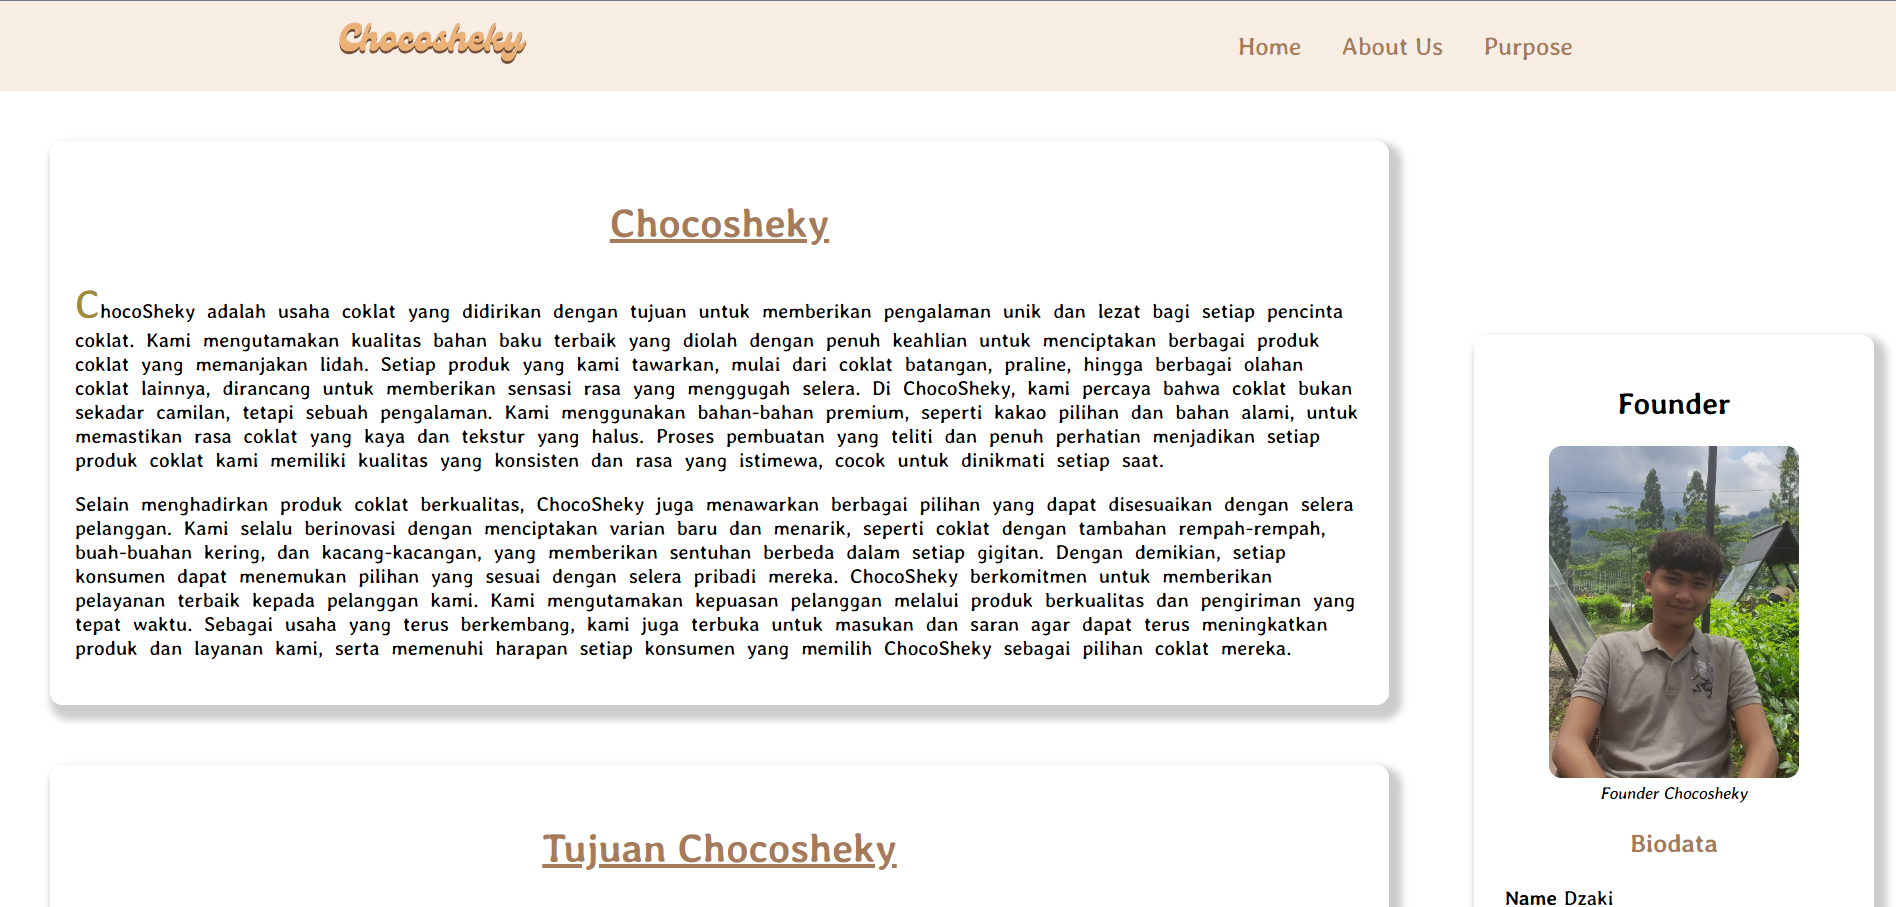 Chocosheky
Home About Us Purpose
Chocosheky
ChocoSheky adalah usaha coklat yang didirikan dengan tujuan untuk memberikan pengalaman unik dan lezat bagi setiap pencinta
coklat. Kami mengutamakan kualitas bahan baku terbaik yang diolah dengan penuh keahlian untuk menciptakan berbagai produk
coklat yang memanjakan lidah. Setiap produk yang kami tawarkan, mulai dari coklat batangan, praline, hingga berbagai olahan
coklat lainnya, dirancang untuk memberikan sensasi rasa yang menggugah selera. Di ChocoSheky, kami percaya bahwa coklat bukan
sekadar camilan, tetapi sebuah pengalaman. Kami menggunakan bahan-bahan premium, seperti kakao pilihan dan bahan alami, untuk
memastikan rasa coklat yang kaya dan tekstur yang halus. Proses pembuatan yang teliti dan penuh perhatian menjadikan setiap
produk coklat kami memiliki kualitas yang konsisten dan rasa yang istimewa, cocok untuk dinikmati setiap saat.
Selain menghadirkan produk coklat berkualitas, ChocoSheky juga menawarkan berbagai pilihan yang dapat disesuaikan dengan selera
pelanggan. Kami selalu berinovasi dengan menciptakan varian baru dan menarik, seperti coklat dengan tambahan rempah-rempah,
buah-buahan kering, dan kacang-kacangan, yang memberikan sentuhan berbeda dalam setiap gigitan. Dengan demikian, setiap
konsumen dapat menemukan pilihan yang sesuai dengan selera pribadi mereka. ChocoSheky berkomitmen untuk memberikan
pelayanan terbaik kepada pelanggan kami. Kami mengutamakan kepuasan pelanggan melalui produk berkualitas dan pengiriman yang
tepat waktu. Sebagai usaha yang terus berkembang, kami juga terbuka untuk masukan dan saran agar dapat terus meningkatkan
produk dan layanan kami, serta memenuhi harapan setiap konsumen yang memilih ChocoSheky sebagai pilihan coklat mereka.
Tujuan Chocosheky
Founder
Founder Chocosheky
Biodata
Name Dzaki